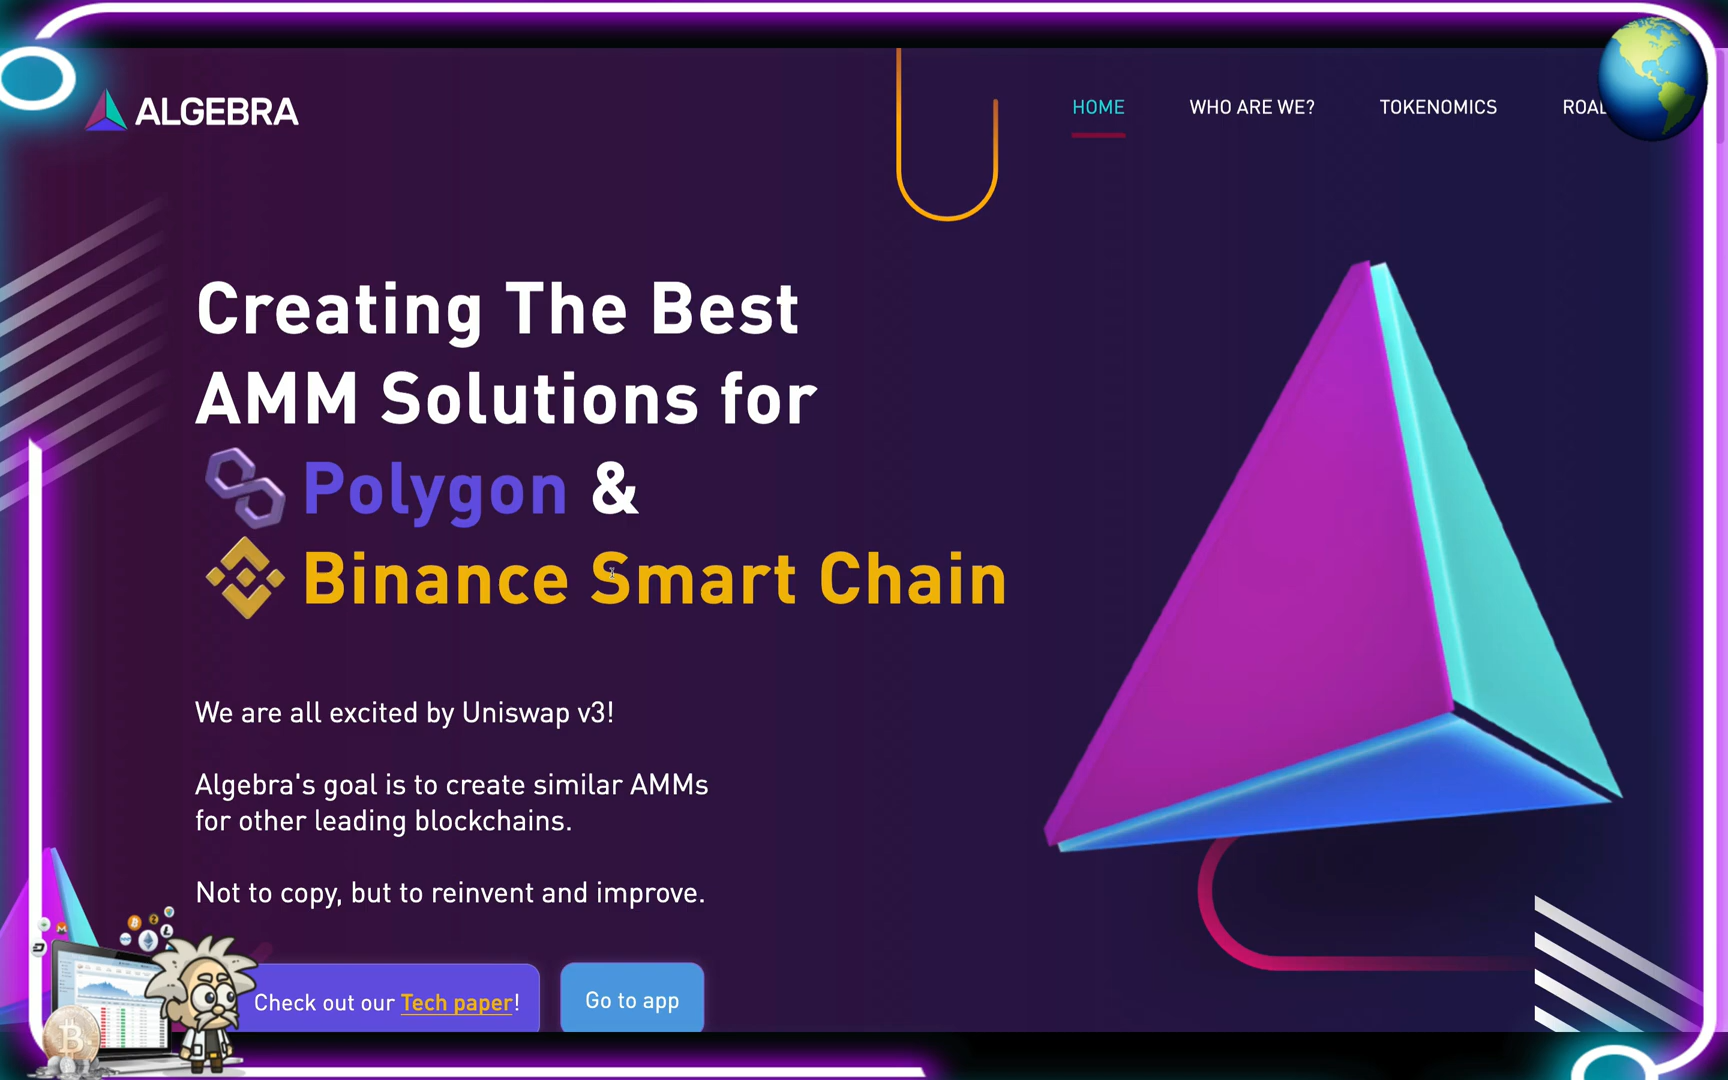 ALGEBRA
HOME
WHO ARE WE?
TOKENOMICS
Creating The Best
AMM Solutions for
Polygon &
Binance Smart Chain
We are all excited by Uniswap v3!
Algebra's goal is to create similar AMMs
for other leading blockchains.
Not to copy, but to reinvent and improve.
Check out our Tech paper!
Go to app